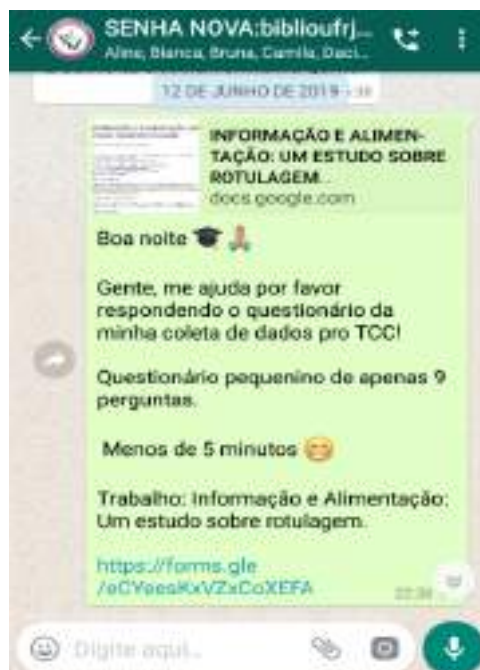 SENHA NOVA:biblioufrj...
Aline, Bianca, Bruna, Camila, Daci...
12 DE JUNHO DE 2019
INFORMAÇÃO E ALIMEN-
TAÇÃO: UM ESTUDO SOBRE
ROTULAGEM...
docs.google.com
Boa noite
Gente, me ajuda por favor
respondendo o questionário da
minha coleta de dados pro TCC!
Questionário pequenino de apenas 9
perguntas.
Menos de 5 minutos
Trabalho: Informação e Alimentação:
Um estudo sobre rotulagem.
https://forms.gle
Digite aqui...